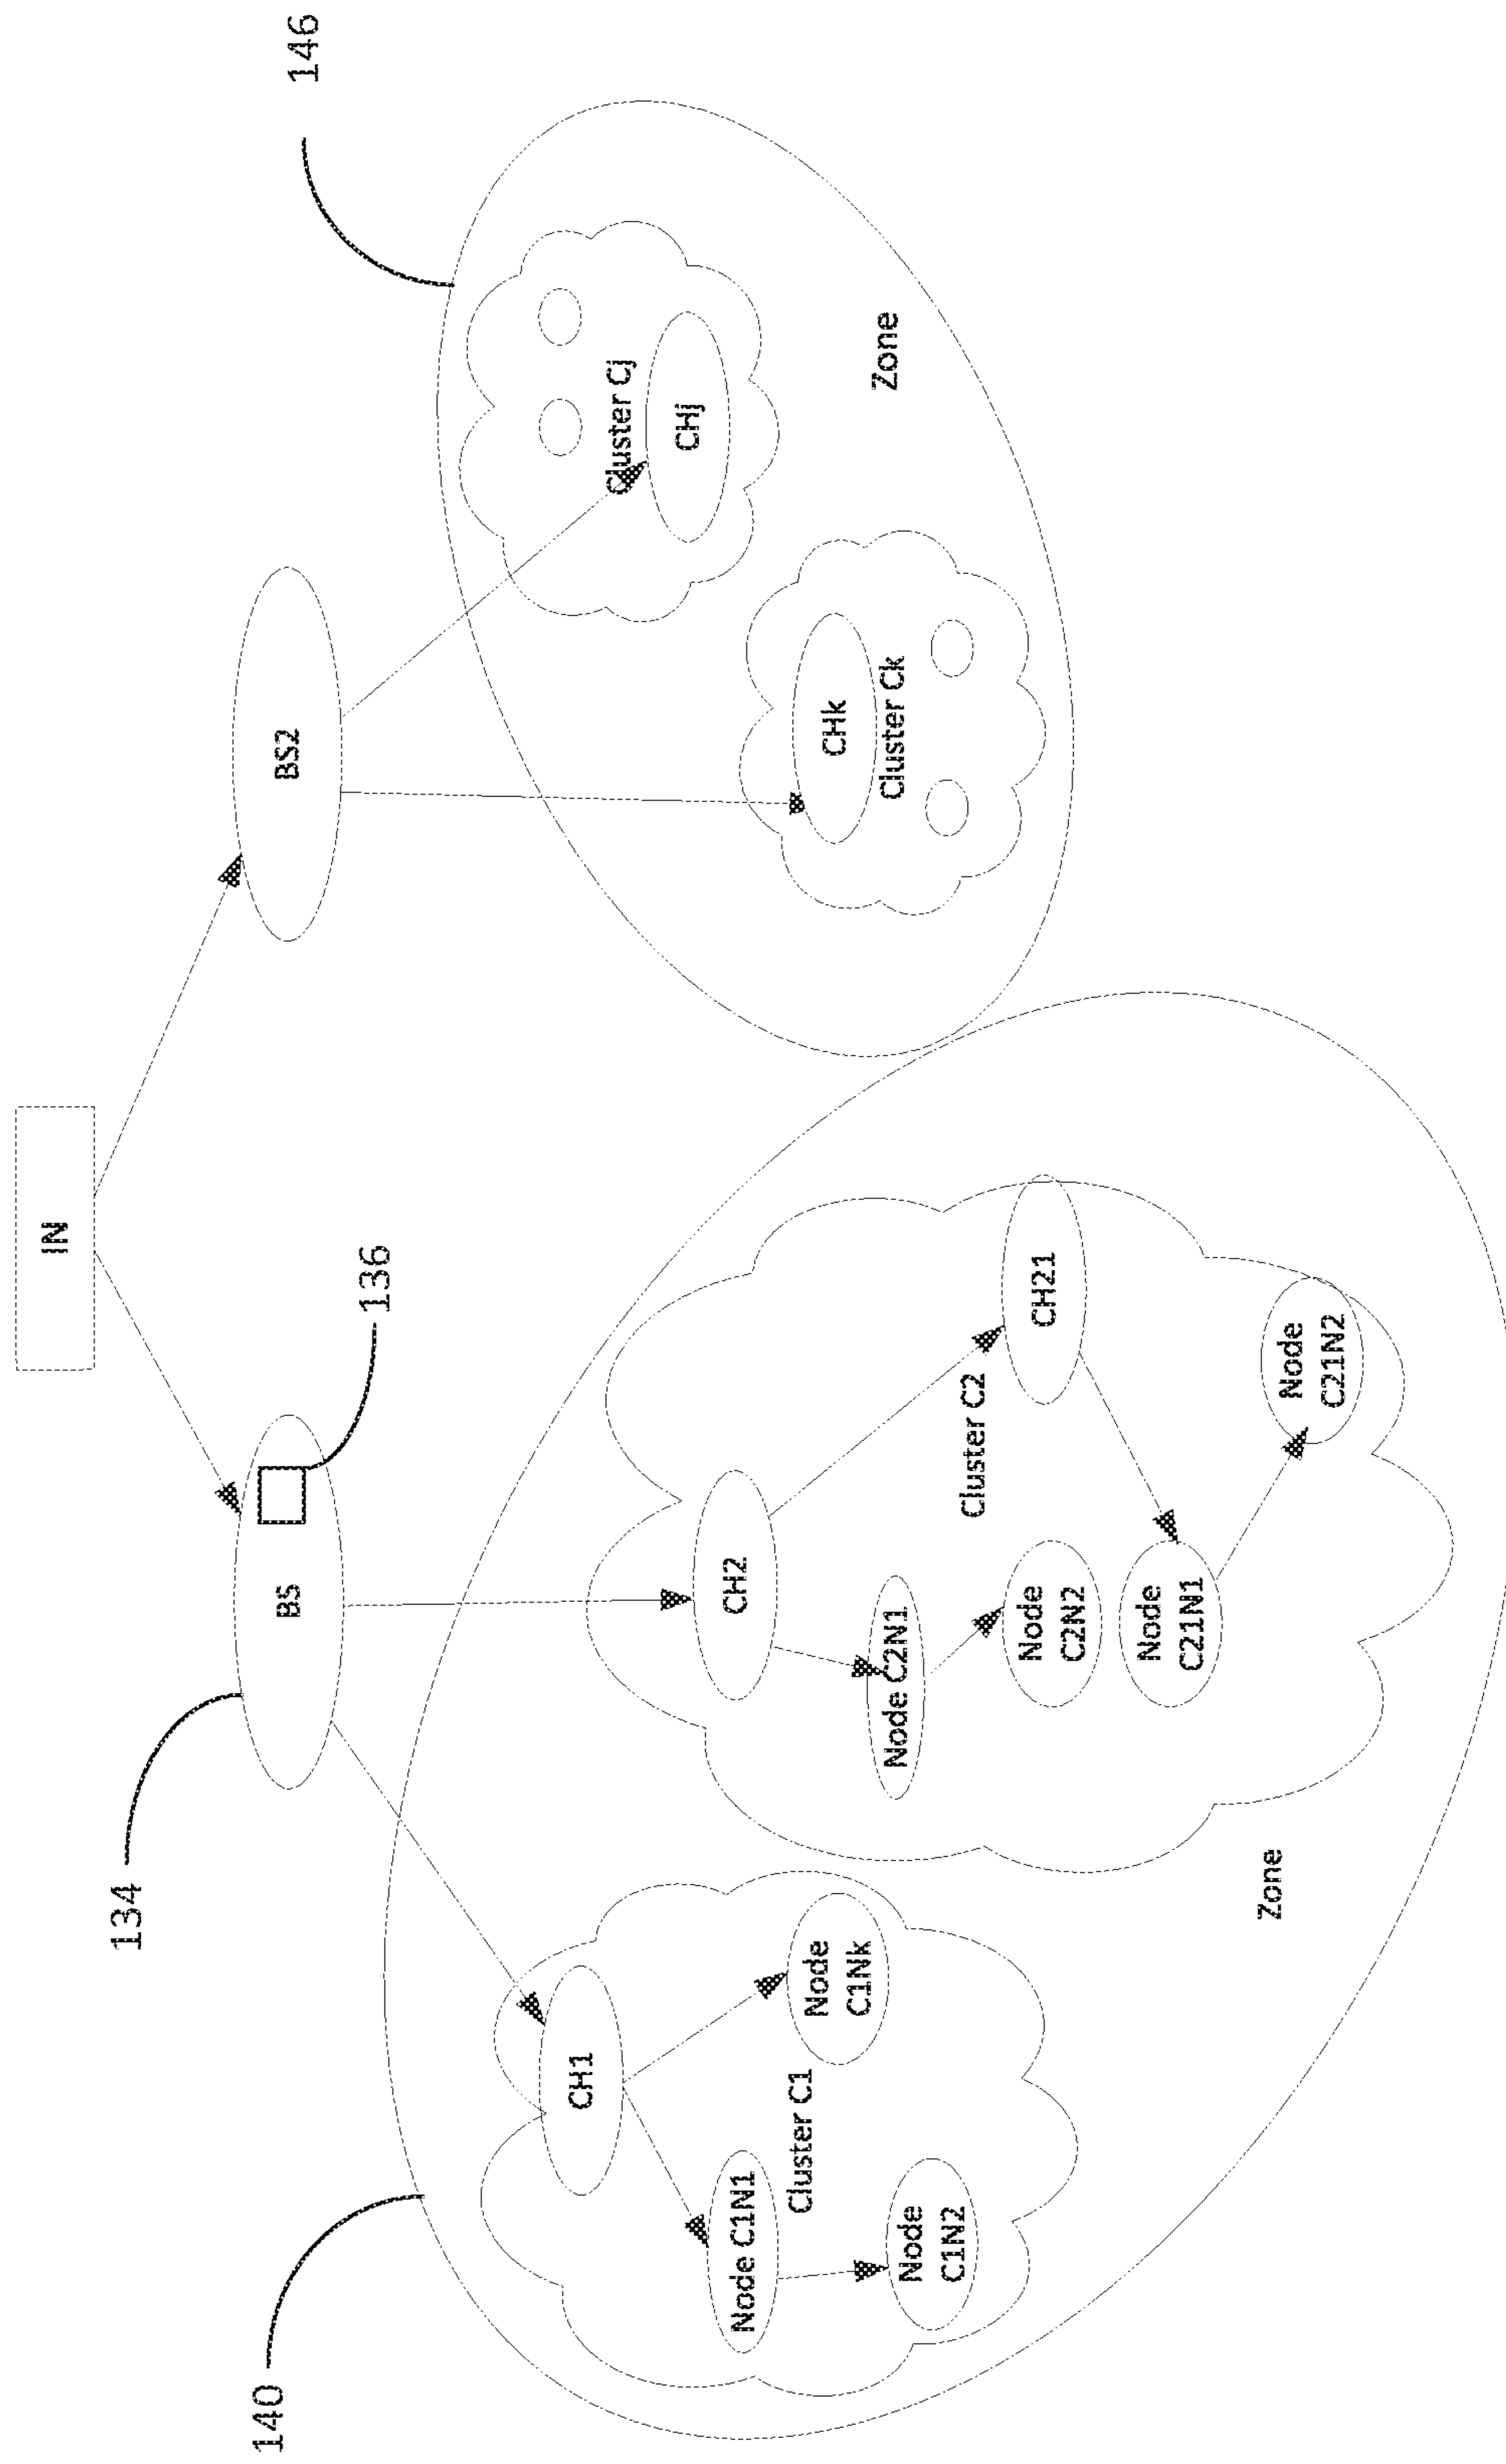 IN
134
BS
136
BS2
146
140
CH1
Node C1N1
Cluster C1
Node
C1Nk
Node
C1N2
CH2
Node C2N1
Cluster C2
Node
C2N2
CH21
Node
C21N1
Node
C21N2
Zone
Cluster Cj
CHj
CHk
Cluster Ck
Zone